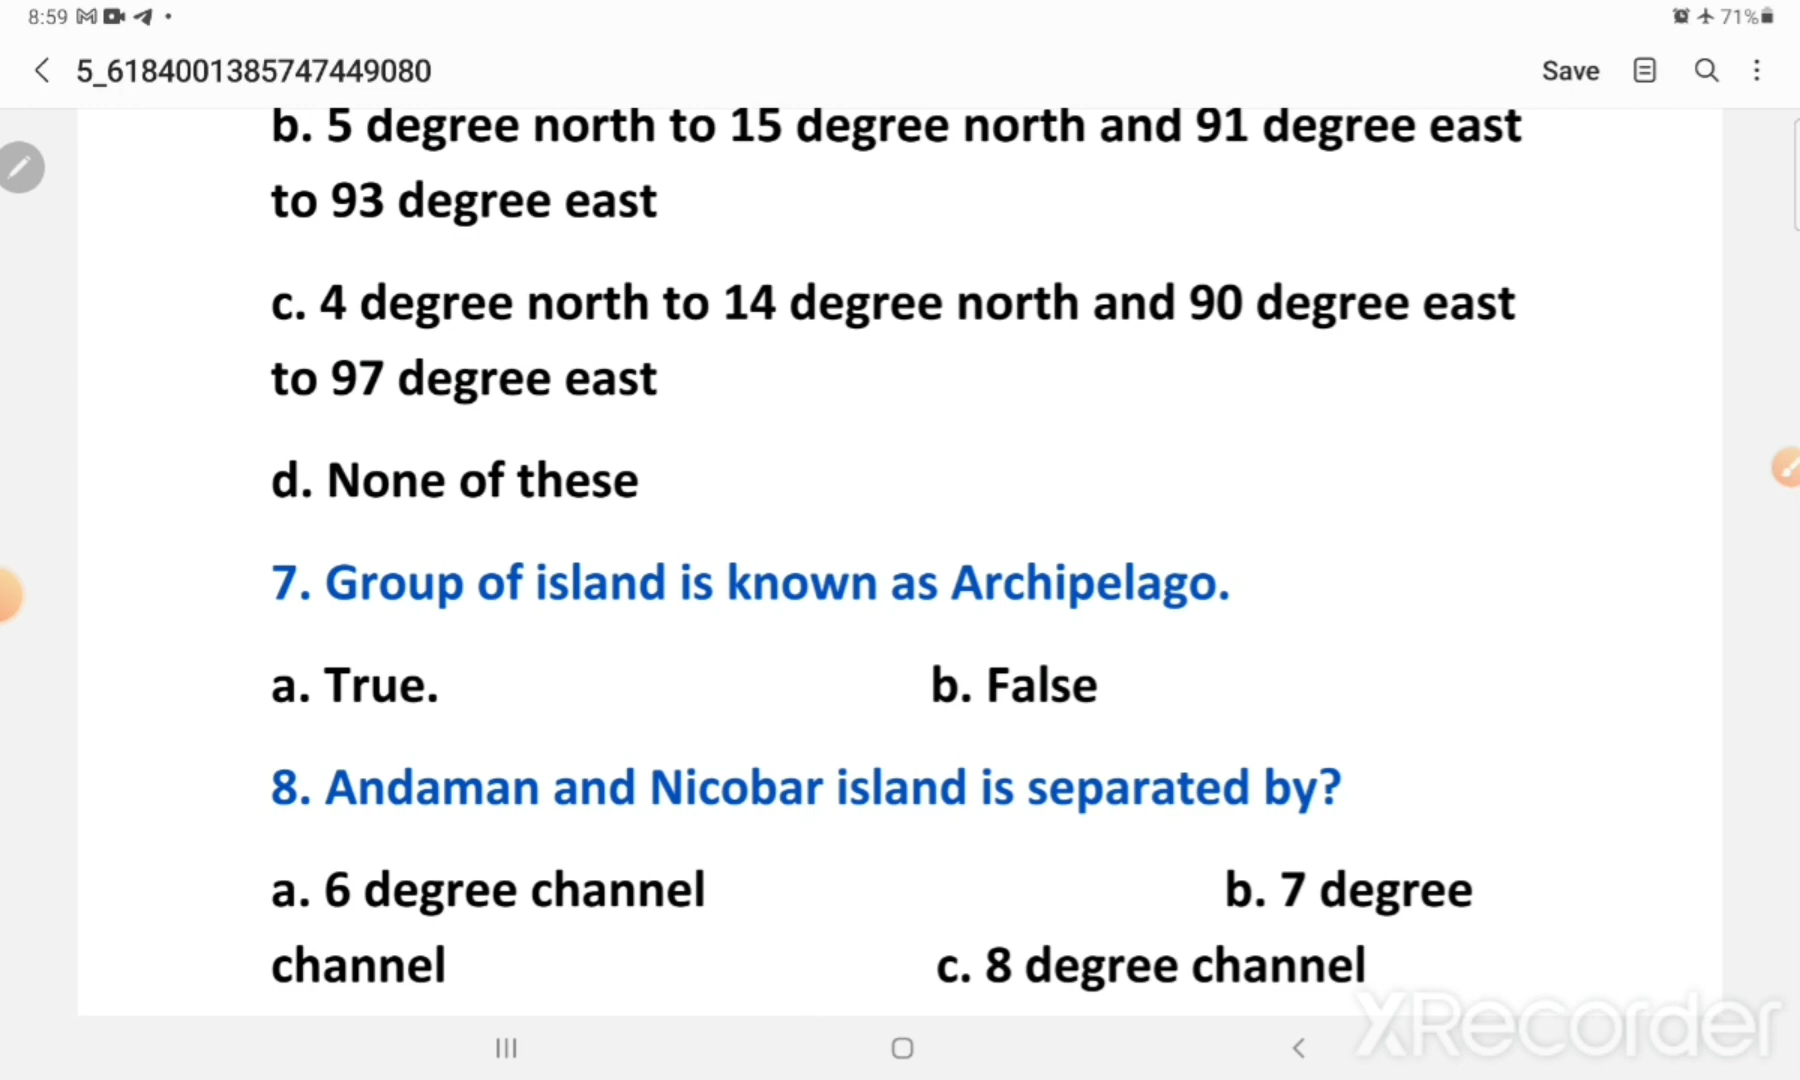 8:59
71%
5_6184001385747449080
Save
b. 5 degree north to 15 degree north and 91 degree east
to 93 degree east
c. 4 degree north to 14 degree north and 90 degree east
to 97 degree east
d. None of these
7. Group of island is known as Archipelago.
a. True. b. False
8. Andaman and Nicobar island is separated by?
a. 6 degree channel b. 7 degree
channel c. 8 degree channel
XRecorder